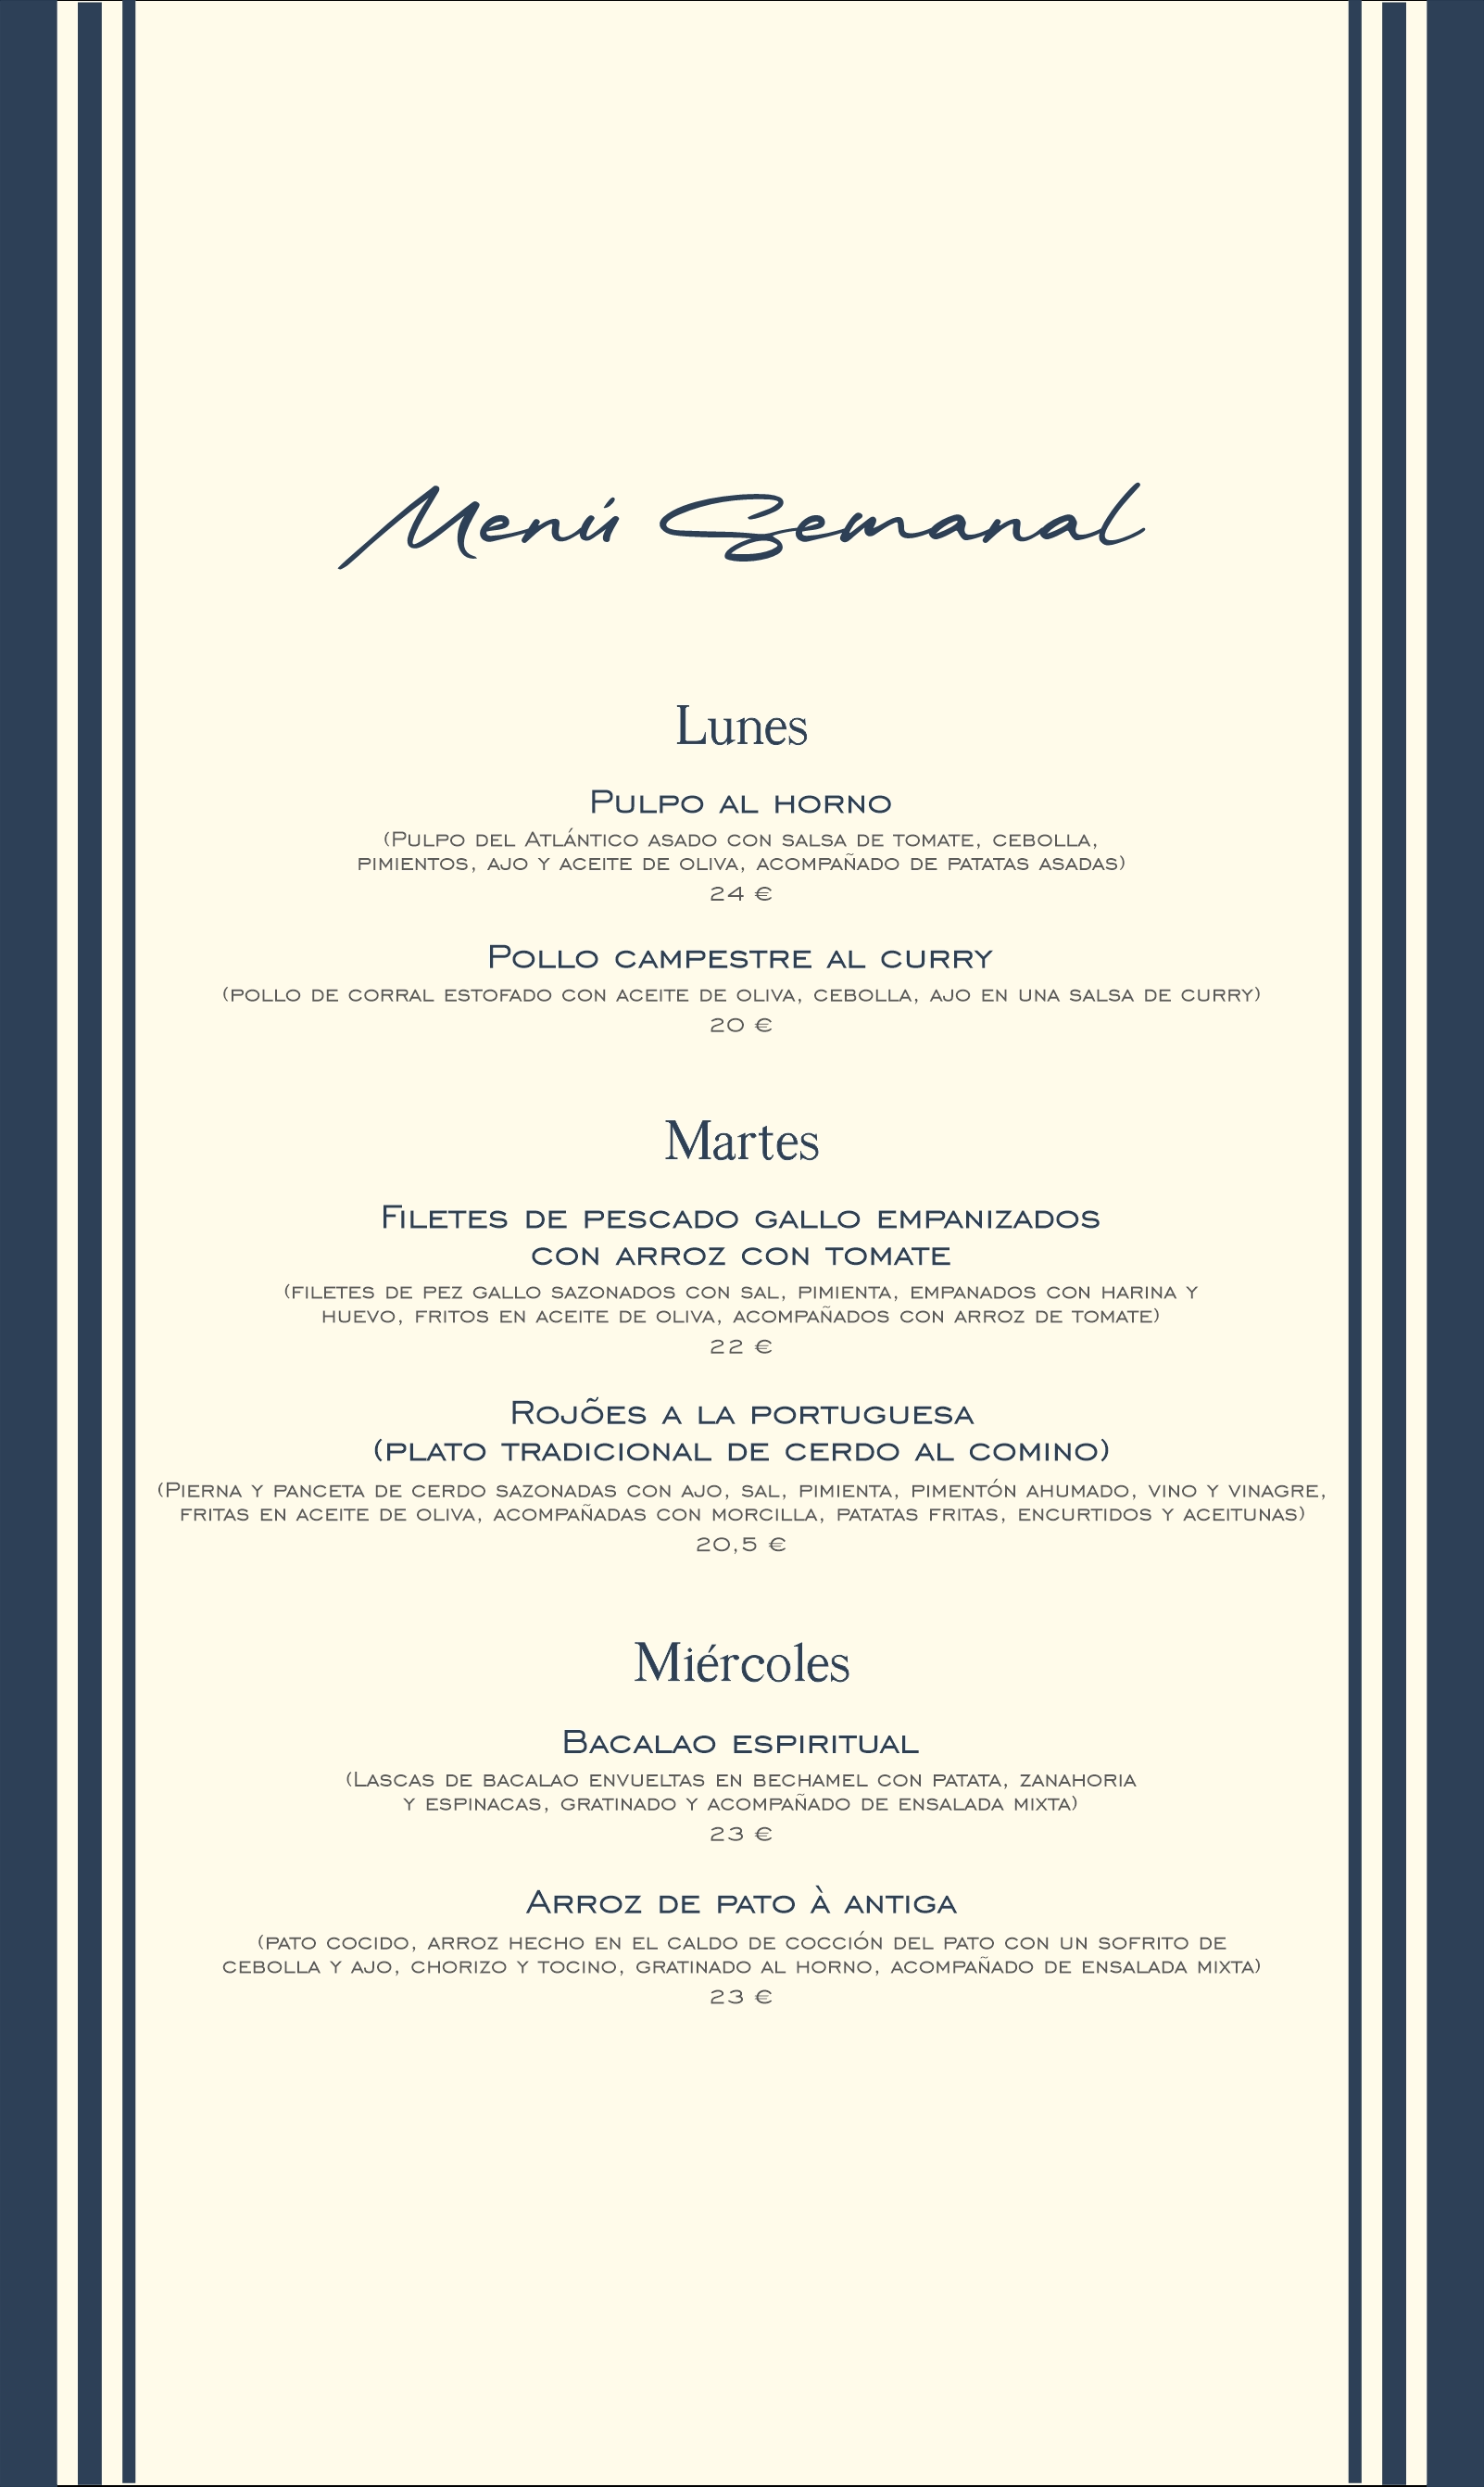 Menú Semanal
Lunes
Pulpo al horno
(Pulpo del Atlántico asado con salsa de tomate, cebolla,
pimientos, ajo y aceite de oliva, acompañado de patatas asadas)
24 €
Pollo campestre al curry
(pollo de corral estofado con aceite de oliva, cebolla, ajo en una salsa de curry)
20 €
Martes
Filetes de pescado gallo empanizados
con arroz con tomate
(filetes de pez gallo sazonados con sal, pimienta, empanados con harina y
huevo, fritos en aceite de oliva, acompañados con arroz de tomate)
22 €
Rojões a la portuguesa
(plato tradicional de cerdo al comino)
(Pierna y panceta de cerdo sazonadas con ajo, sal, pimienta, pimentón ahumado, vino y vinagre,
fritas en aceite de oliva, acompañadas con morcilla, patatas fritas, encurtidos y aceitunas)
20,5 €
Miércoles
Bacalao espiritual
(Lascas de bacalao envueltas en bechamel con patata, zanahoria
y espinacas, gratinado y acompañado de ensalada mixta)
23 €
Arroz de pato à antiga
(pato cocido, arroz hecho en el caldo de cocción del pato con un sofrito de
cebolla y ajo, chorizo y tocino, gratinado al horno, acompañado de ensalada mixta)
23 €